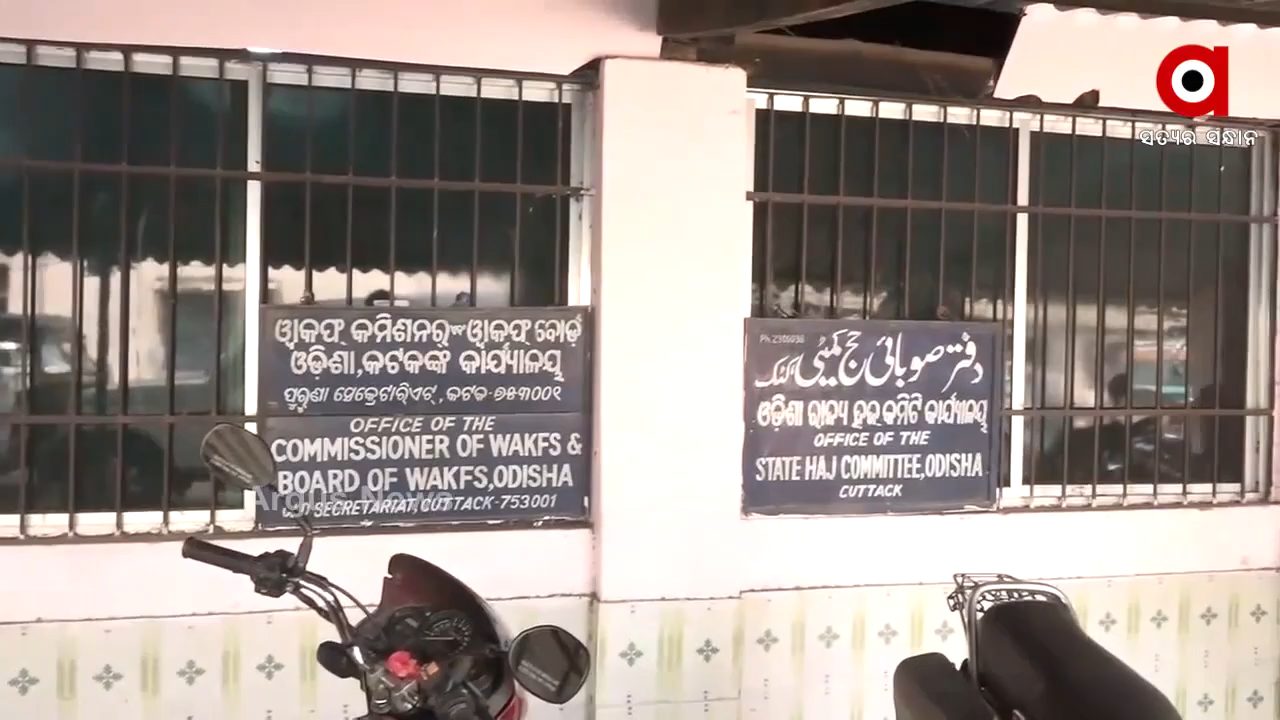 ସତ୍ୟର ସନ୍ଧାନ
ୱାକଫ୍ କମିଶନର ଏବଂ ୱାକଫ୍ ବୋର୍ଡ
ଓଡ଼ିଶା,କଟକଙ୍କ କାର୍ଯ୍ୟାଳୟ
ପୁରୁଣା ସେକ୍ରେଟାରିଏଟ୍, କଟକ-୭୫୩୦୦୧
OFFICE OF THE
COMMISSIONER OF WAKFS &
BOARD OF WAKFS, ODISHA
SECRETARIAT, CUTTACK-753001
Argus News
دفتر صوبائی حج کمیٹی کٹک
ଓଡ଼ିଶା ରାଜ୍ୟ ହଜ କମିଟି କାର୍ଯ୍ୟାଳୟ
OFFICE OF THE
STATE HAJ COMMITTEE, ODISHA
CUTTACK